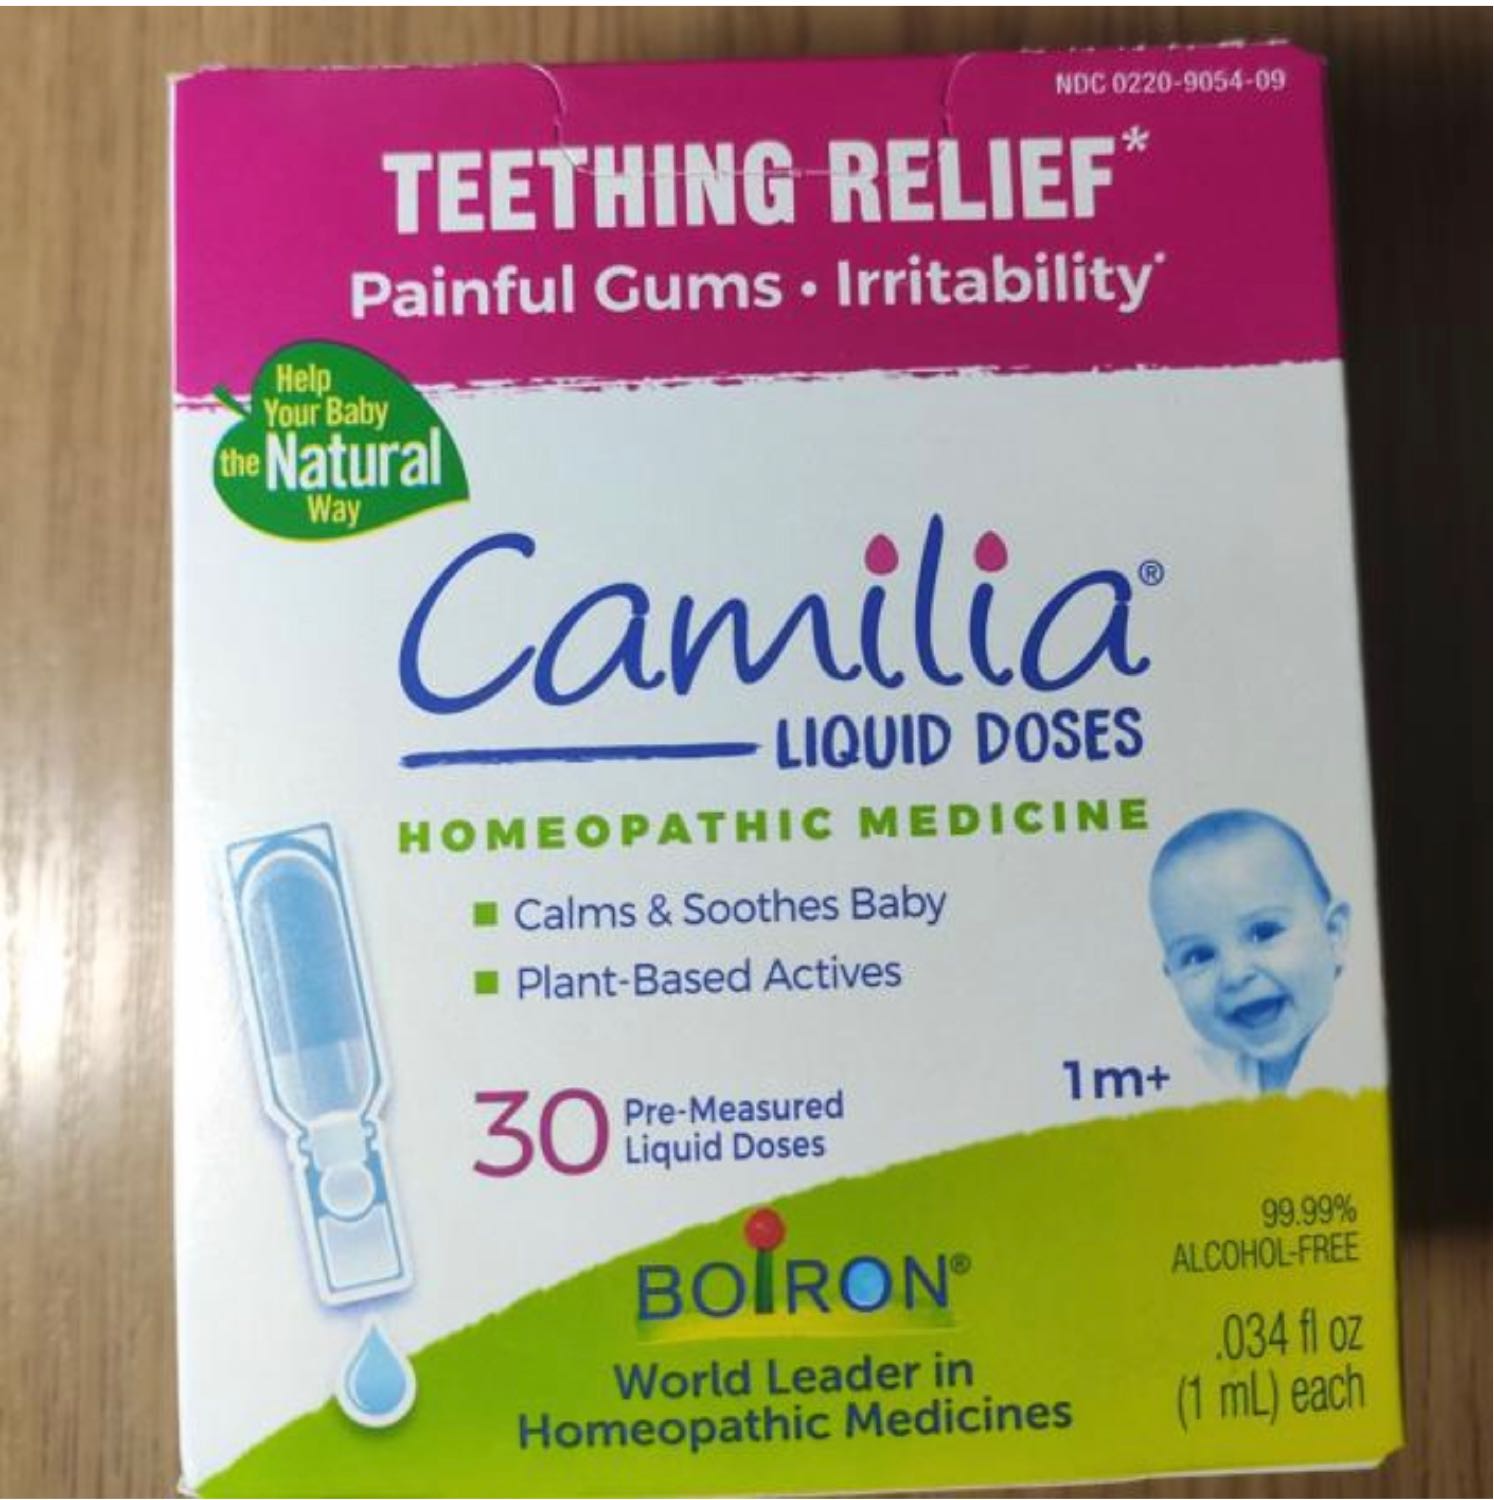 NDC 0220-9054-09
TEETHING RELIEF*
Painful Gums • Irritability*
Help
Your Baby
the Natural
Way
Camilia®
LIQUID DOSES
HOMEOPATHIC MEDICINE
Calms & Soothes Baby
Plant-Based Actives
1m+
30 Pre-Measured
Liquid Doses
99.99%
ALCOHOL-FREE
BOIRON®
World Leader in
Homeopathic Medicines
.034 fl oz
(1 mL) each